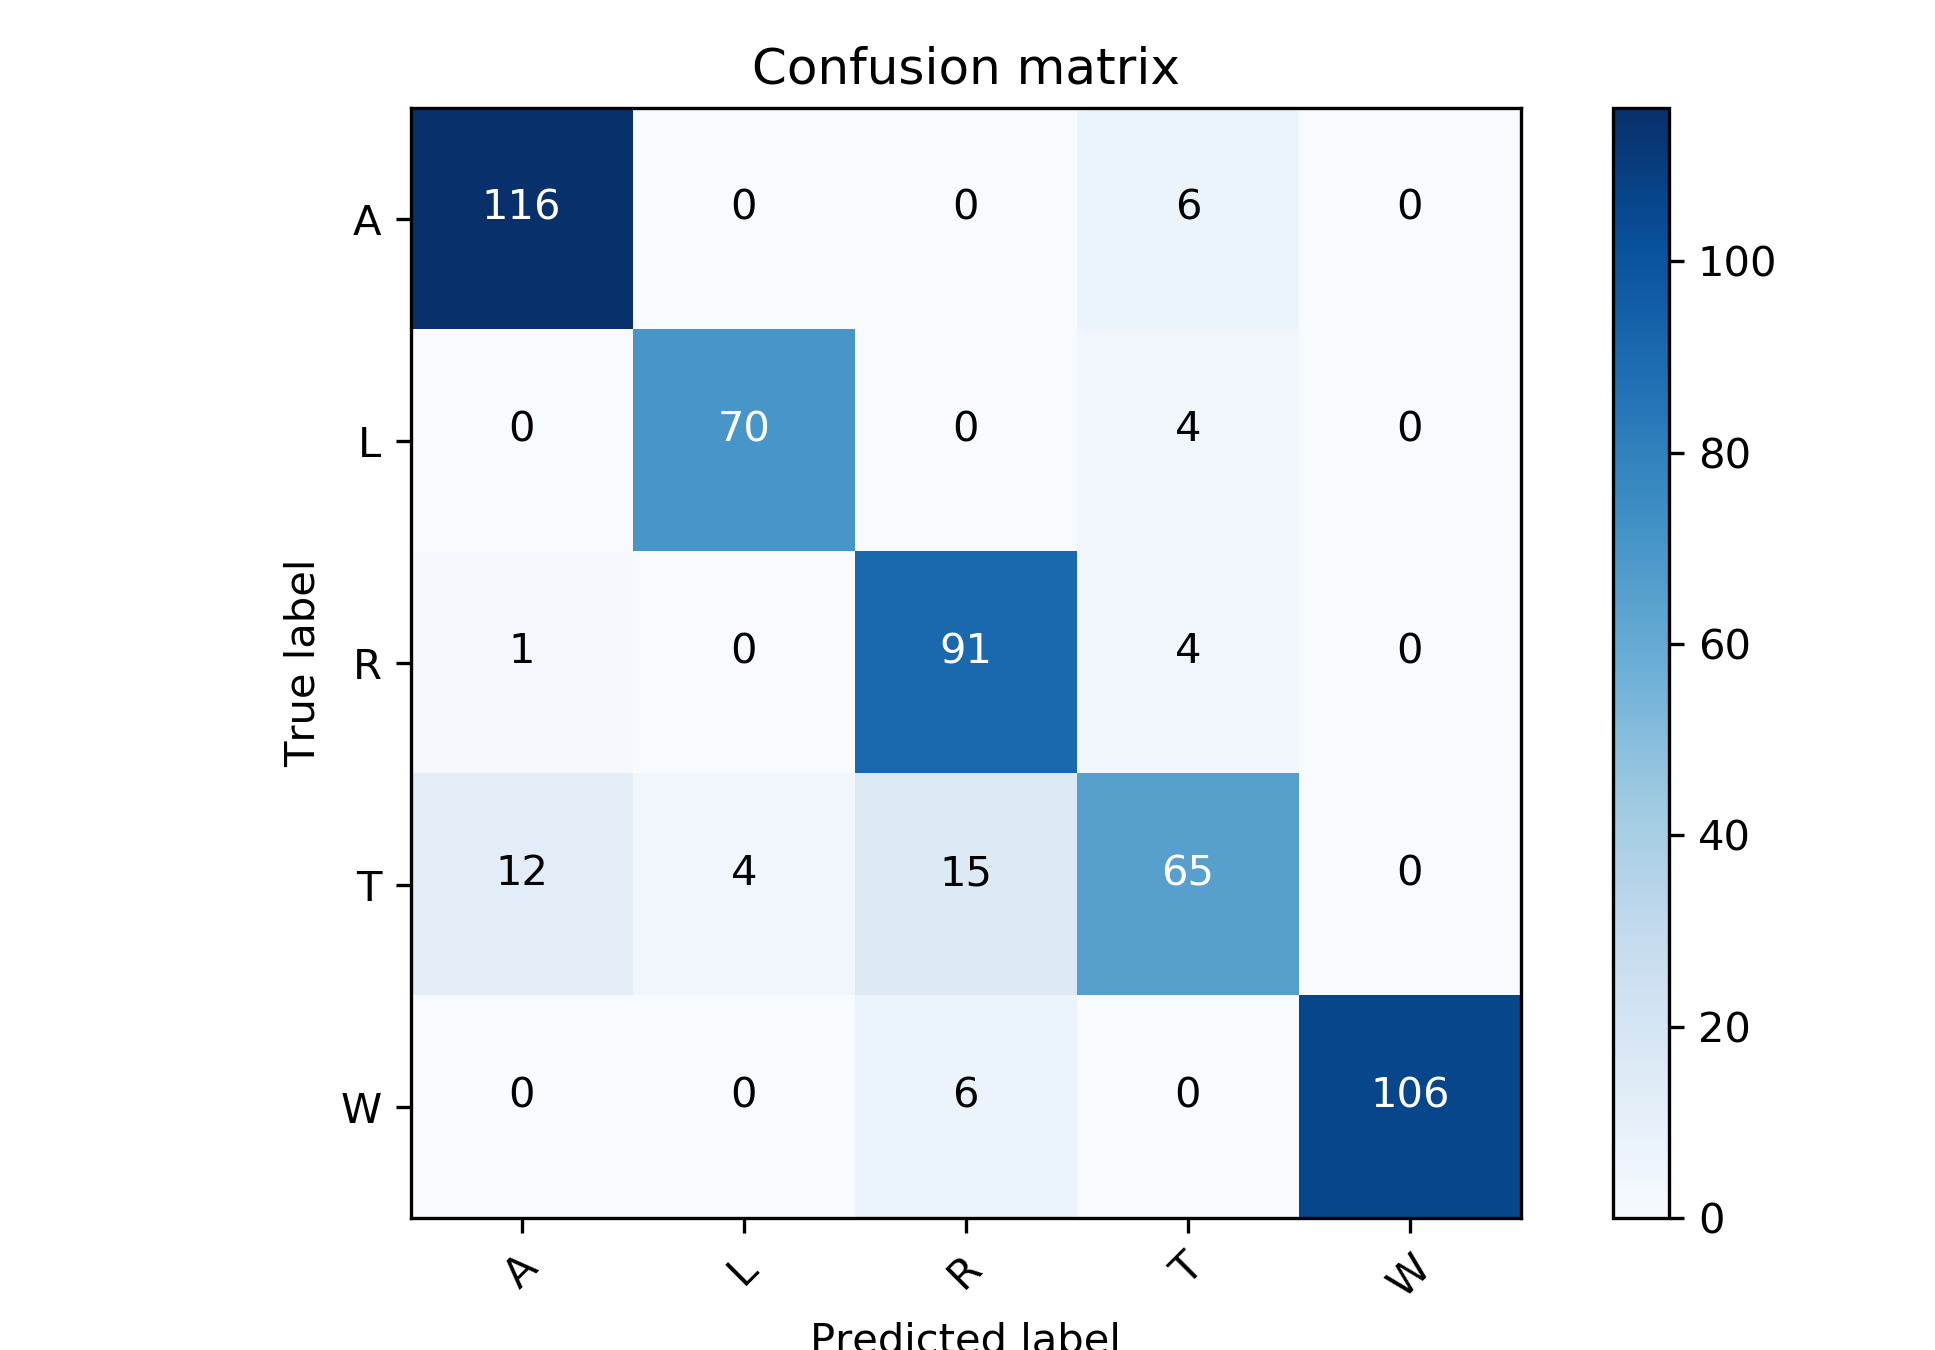 Confusion matrix
A 116 0 0 6 0
L 0 70 0 4 0
R 1 0 91 4 0
T 12 4 15 65 0
W 0 0 6 0 106
A L R T W
True label
Predicted label
100
80
60
40
20
0